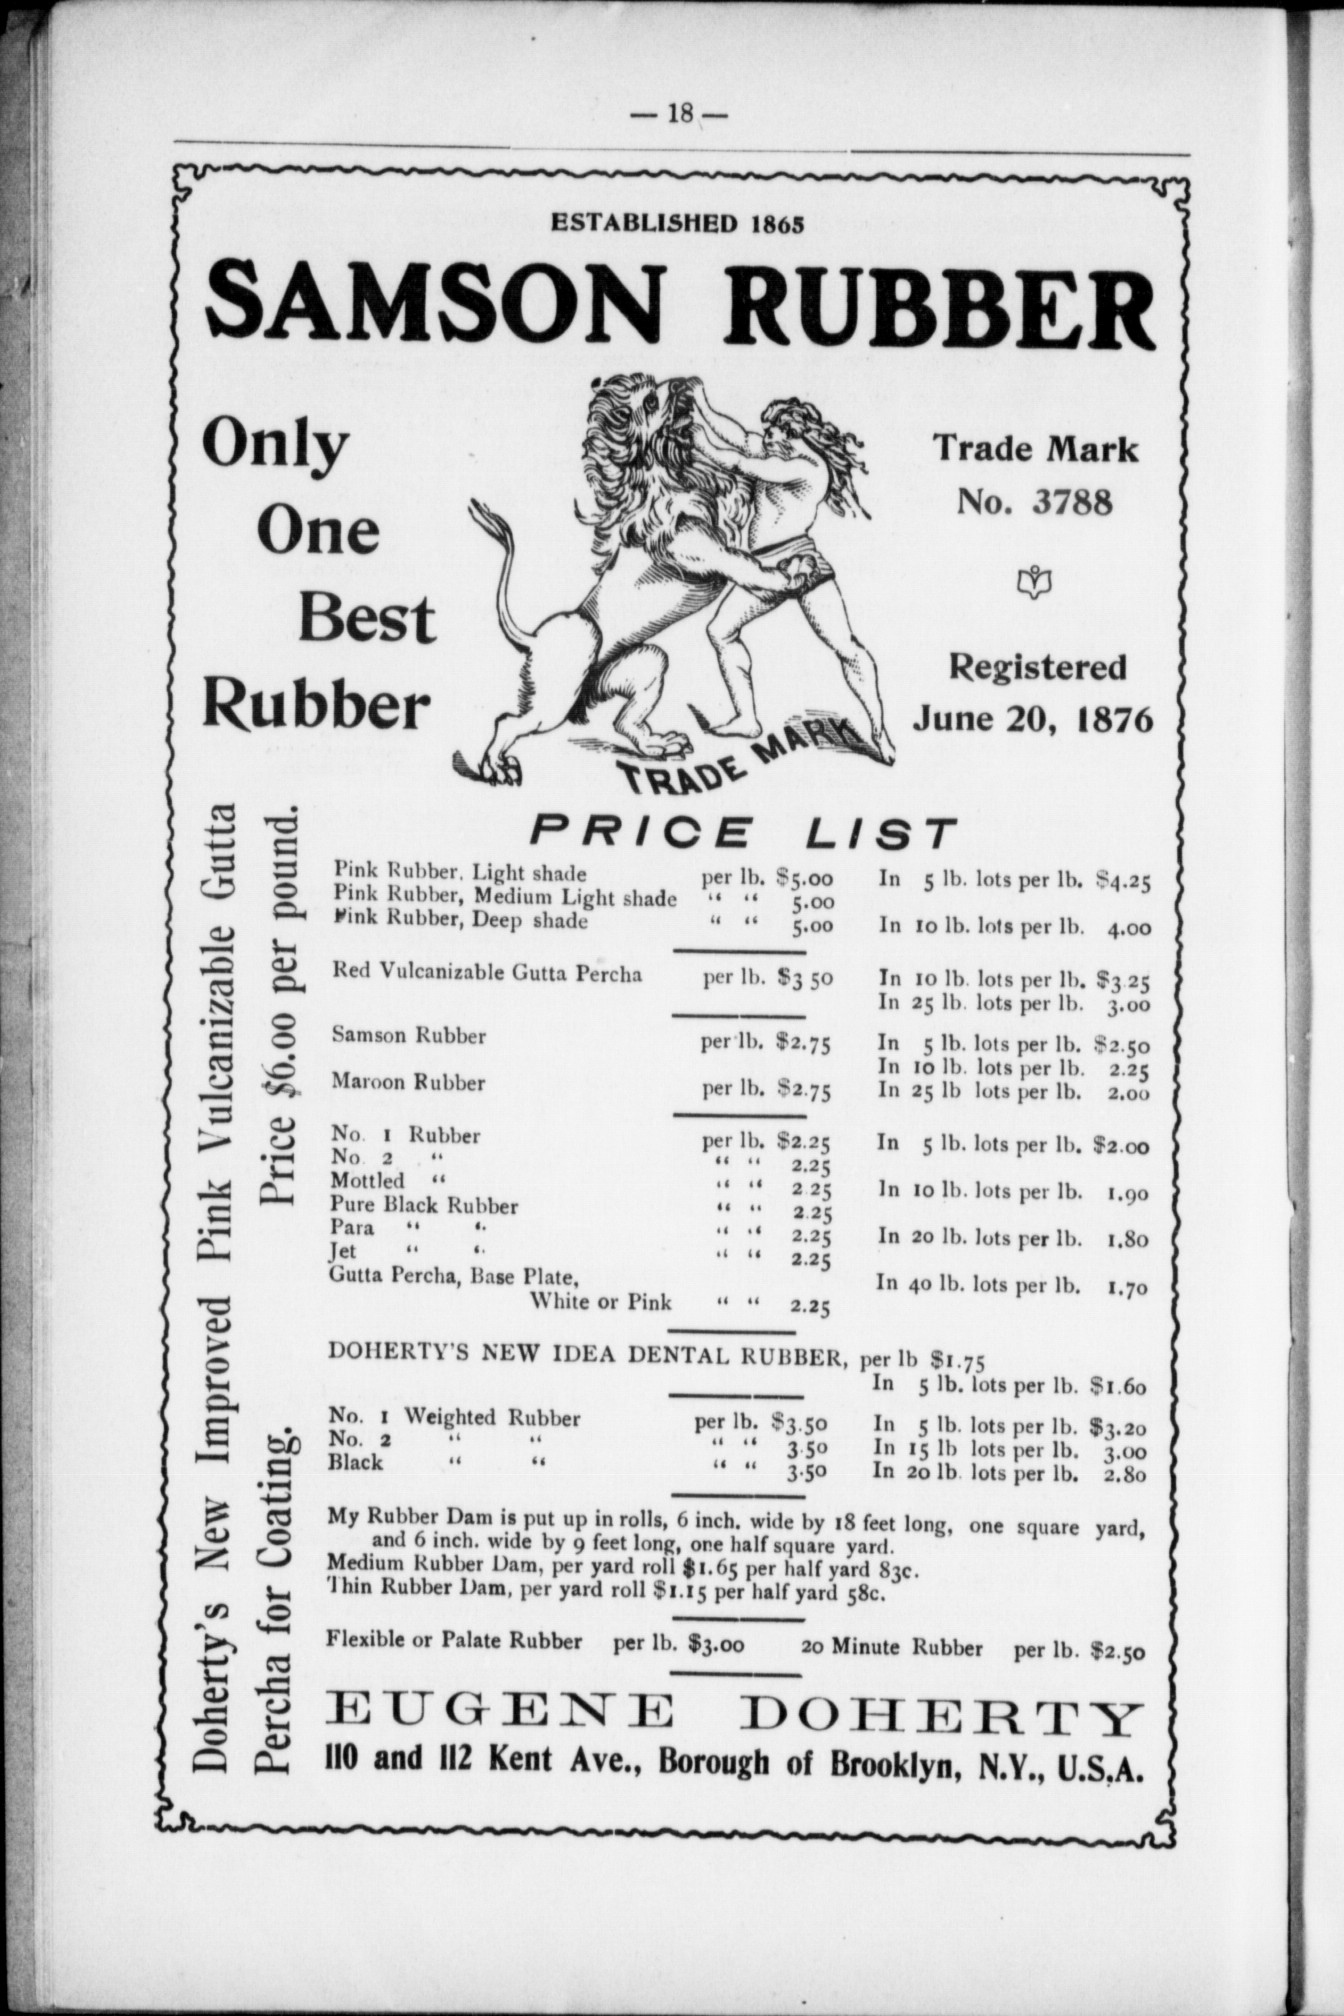 — 18 —
ESTABLISHED 1865
SAMSON RUBBER
Only
One
Best
Rubber
Trade Mark
No. 3788
Registered
June 20, 1876
TRADE MARK
Doherty's New Improved Pink Vulcanizable Gutta
Percha for Coating. Price $6.00 per pound.
PRICE LIST
Pink Rubber, Light shade per lb. $5.00 In 5 lb. lots per lb. $4.25
Pink Rubber, Medium Light shade “ “ 5.00
Pink Rubber, Deep shade “ “ 5.00 In 10 lb. lots per lb. 4.00
Red Vulcanizable Gutta Percha per lb. $3 50 In 10 lb. lots per lb. $3.25
In 25 lb. lots per lb. 3.00
Samson Rubber per lb. $2.75 In 5 lb. lots per lb. $2.50
In 10 lb. lots per lb. 2.25
Maroon Rubber per lb. $2.75 In 25 lb lots per lb. 2.00
No. 1 Rubber per lb. $2.25 In 5 lb. lots per lb. $2.00
No 2 “ “ “ 2.25
Mottled “ “ “ 2 25 In 10 lb. lots per lb. 1.90
Pure Black Rubber “ “ 2.25
Para “ “ “ “ 2.25 In 20 lb. lots per lb. 1.80
Jet “ “ “ “ 2.25
Gutta Percha, Base Plate, In 40 lb. lots per lb. 1.70
White or Pink “ “ 2.25
DOHERTY'S NEW IDEA DENTAL RUBBER, per lb $1.75
In 5 lb. lots per lb. $1.60
No. 1 Weighted Rubber per lb. $3.50 In 5 lb. lots per lb. $3.20
No. 2 “ “ “ “ 3.50 In 15 lb lots per lb. 3.00
Black “ “ “ “ 3.50 In 20 lb. lots per lb. 2.80
My Rubber Dam is put up in rolls, 6 inch. wide by 18 feet long, one square yard,
and 6 inch. wide by 9 feet long, one half square yard.
Medium Rubber Dam, per yard roll $1.65 per half yard 83c.
Thin Rubber Dam, per yard roll $1.15 per half yard 58c.
Flexible or Palate Rubber per lb. $3.00 20 Minute Rubber per lb. $2.50
EUGENE DOHERTY
110 and 112 Kent Ave., Borough of Brooklyn, N.Y., U.S.A.